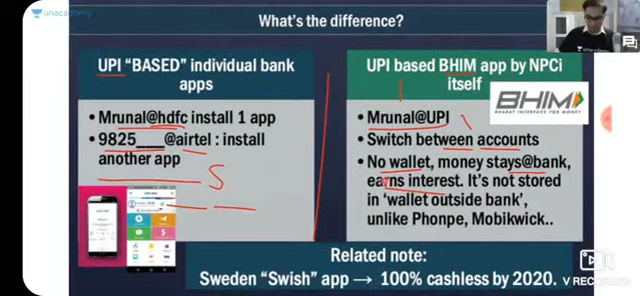 unacademy
What's the difference?
UPI "BASED" individual bank
apps
• Mrunal@hdfc install 1 app
• 9825___@airtel : install
another app
S
UPI based BHIM app by NPCi
itself
BHIM
BHARAT INTERFACE FOR MONEY
• Mrunal@UPI
• Switch between accounts
• No wallet, money stays@bank,
earns interest. It's not stored
in 'wallet outside bank',
unlike Phonpe, Mobikwick..
Related note:
Sweden "Swish" app → 100% cashless by 2020.
V RECORDER